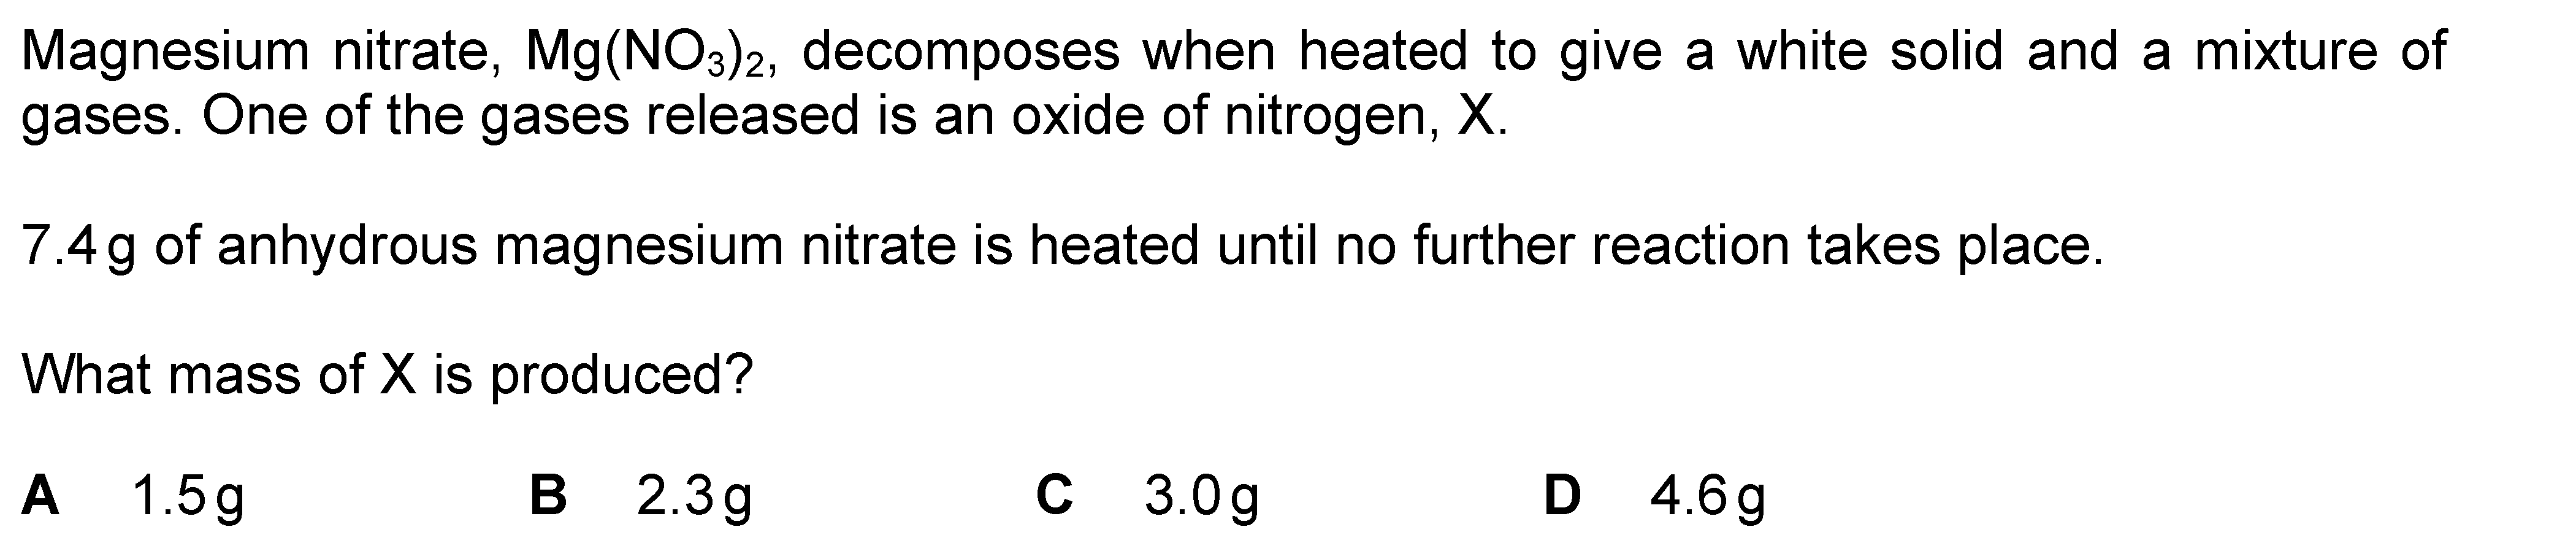 Magnesium nitrate, Mg(NO₃)₂, decomposes when heated to give a white solid and a mixture of
gases. One of the gases released is an oxide of nitrogen, X.
7.4 g of anhydrous magnesium nitrate is heated until no further reaction takes place.
What mass of X is produced?
A 1.5 g B 2.3 g C 3.0 g D 4.6 g